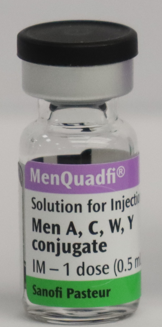 MenQuadfi®
Solution for Injectio
Men A, C, W, Y
conjugate
IM – 1 dose (0.5 m
Sanofi Pasteur